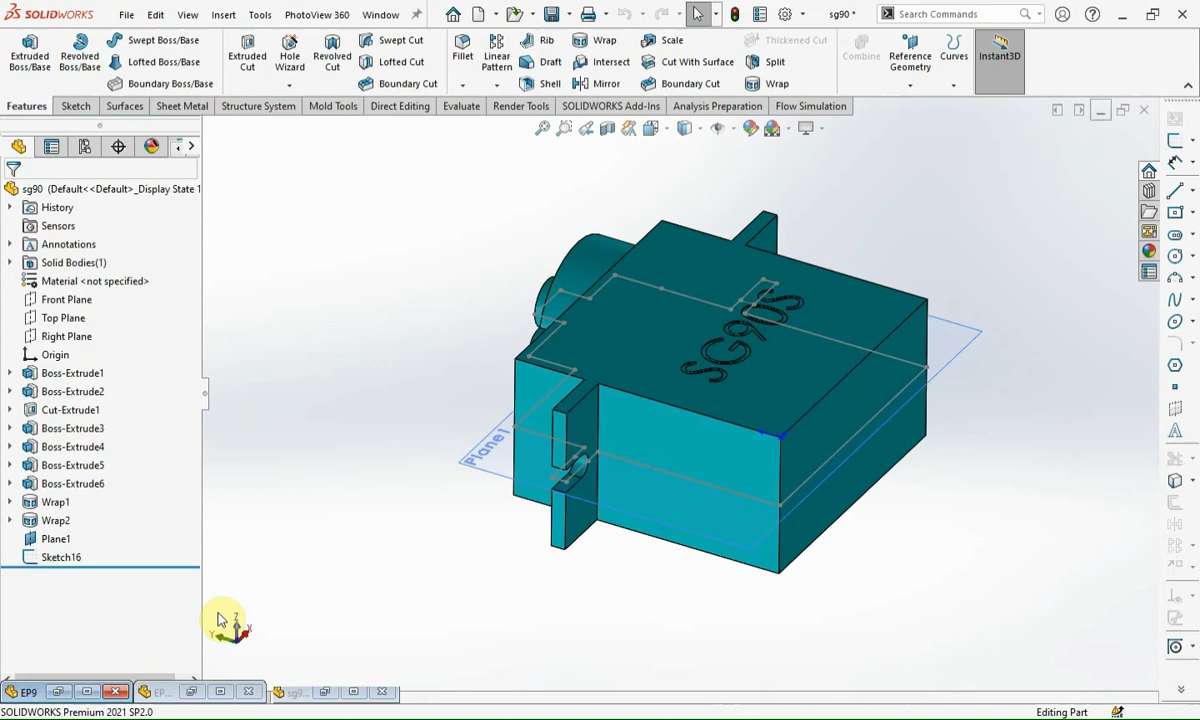 SOLIDWORKS File Edit View Insert Tools PhotoView 360 Window sg90 * Search Commands
Extruded Boss/Base
Revolved Boss/Base
Swept Boss/Base
Lofted Boss/Base
Boundary Boss/Base
Extruded Cut
Hole Wizard
Revolved Cut
Swept Cut
Lofted Cut
Boundary Cut
Fillet
Linear Pattern
Rib
Draft
Shell
Wrap
Intersect
Mirror
Scale
Cut With Surface
Boundary Cut
Thickened Cut
Split
Wrap
Combine
Reference Geometry
Curves
Instant3D
Features Sketch Surfaces Sheet Metal Structure System Mold Tools Direct Editing Evaluate Render Tools SOLIDWORKS Add-Ins Analysis Preparation Flow Simulation
sg90 (Default<<Default>_Display State 1
History
Sensors
Annotations
Solid Bodies(1)
Material <not specified>
Front Plane
Top Plane
Right Plane
Origin
Boss-Extrude1
Boss-Extrude2
Cut-Extrude1
Boss-Extrude3
Boss-Extrude4
Boss-Extrude5
Boss-Extrude6
Wrap1
Wrap2
Plane1
Sketch16
SG90S
Plane1
Z
Y
X
EP9 EP... sg9...
SOLIDWORKS Premium 2021 SP2.0 Editing Part